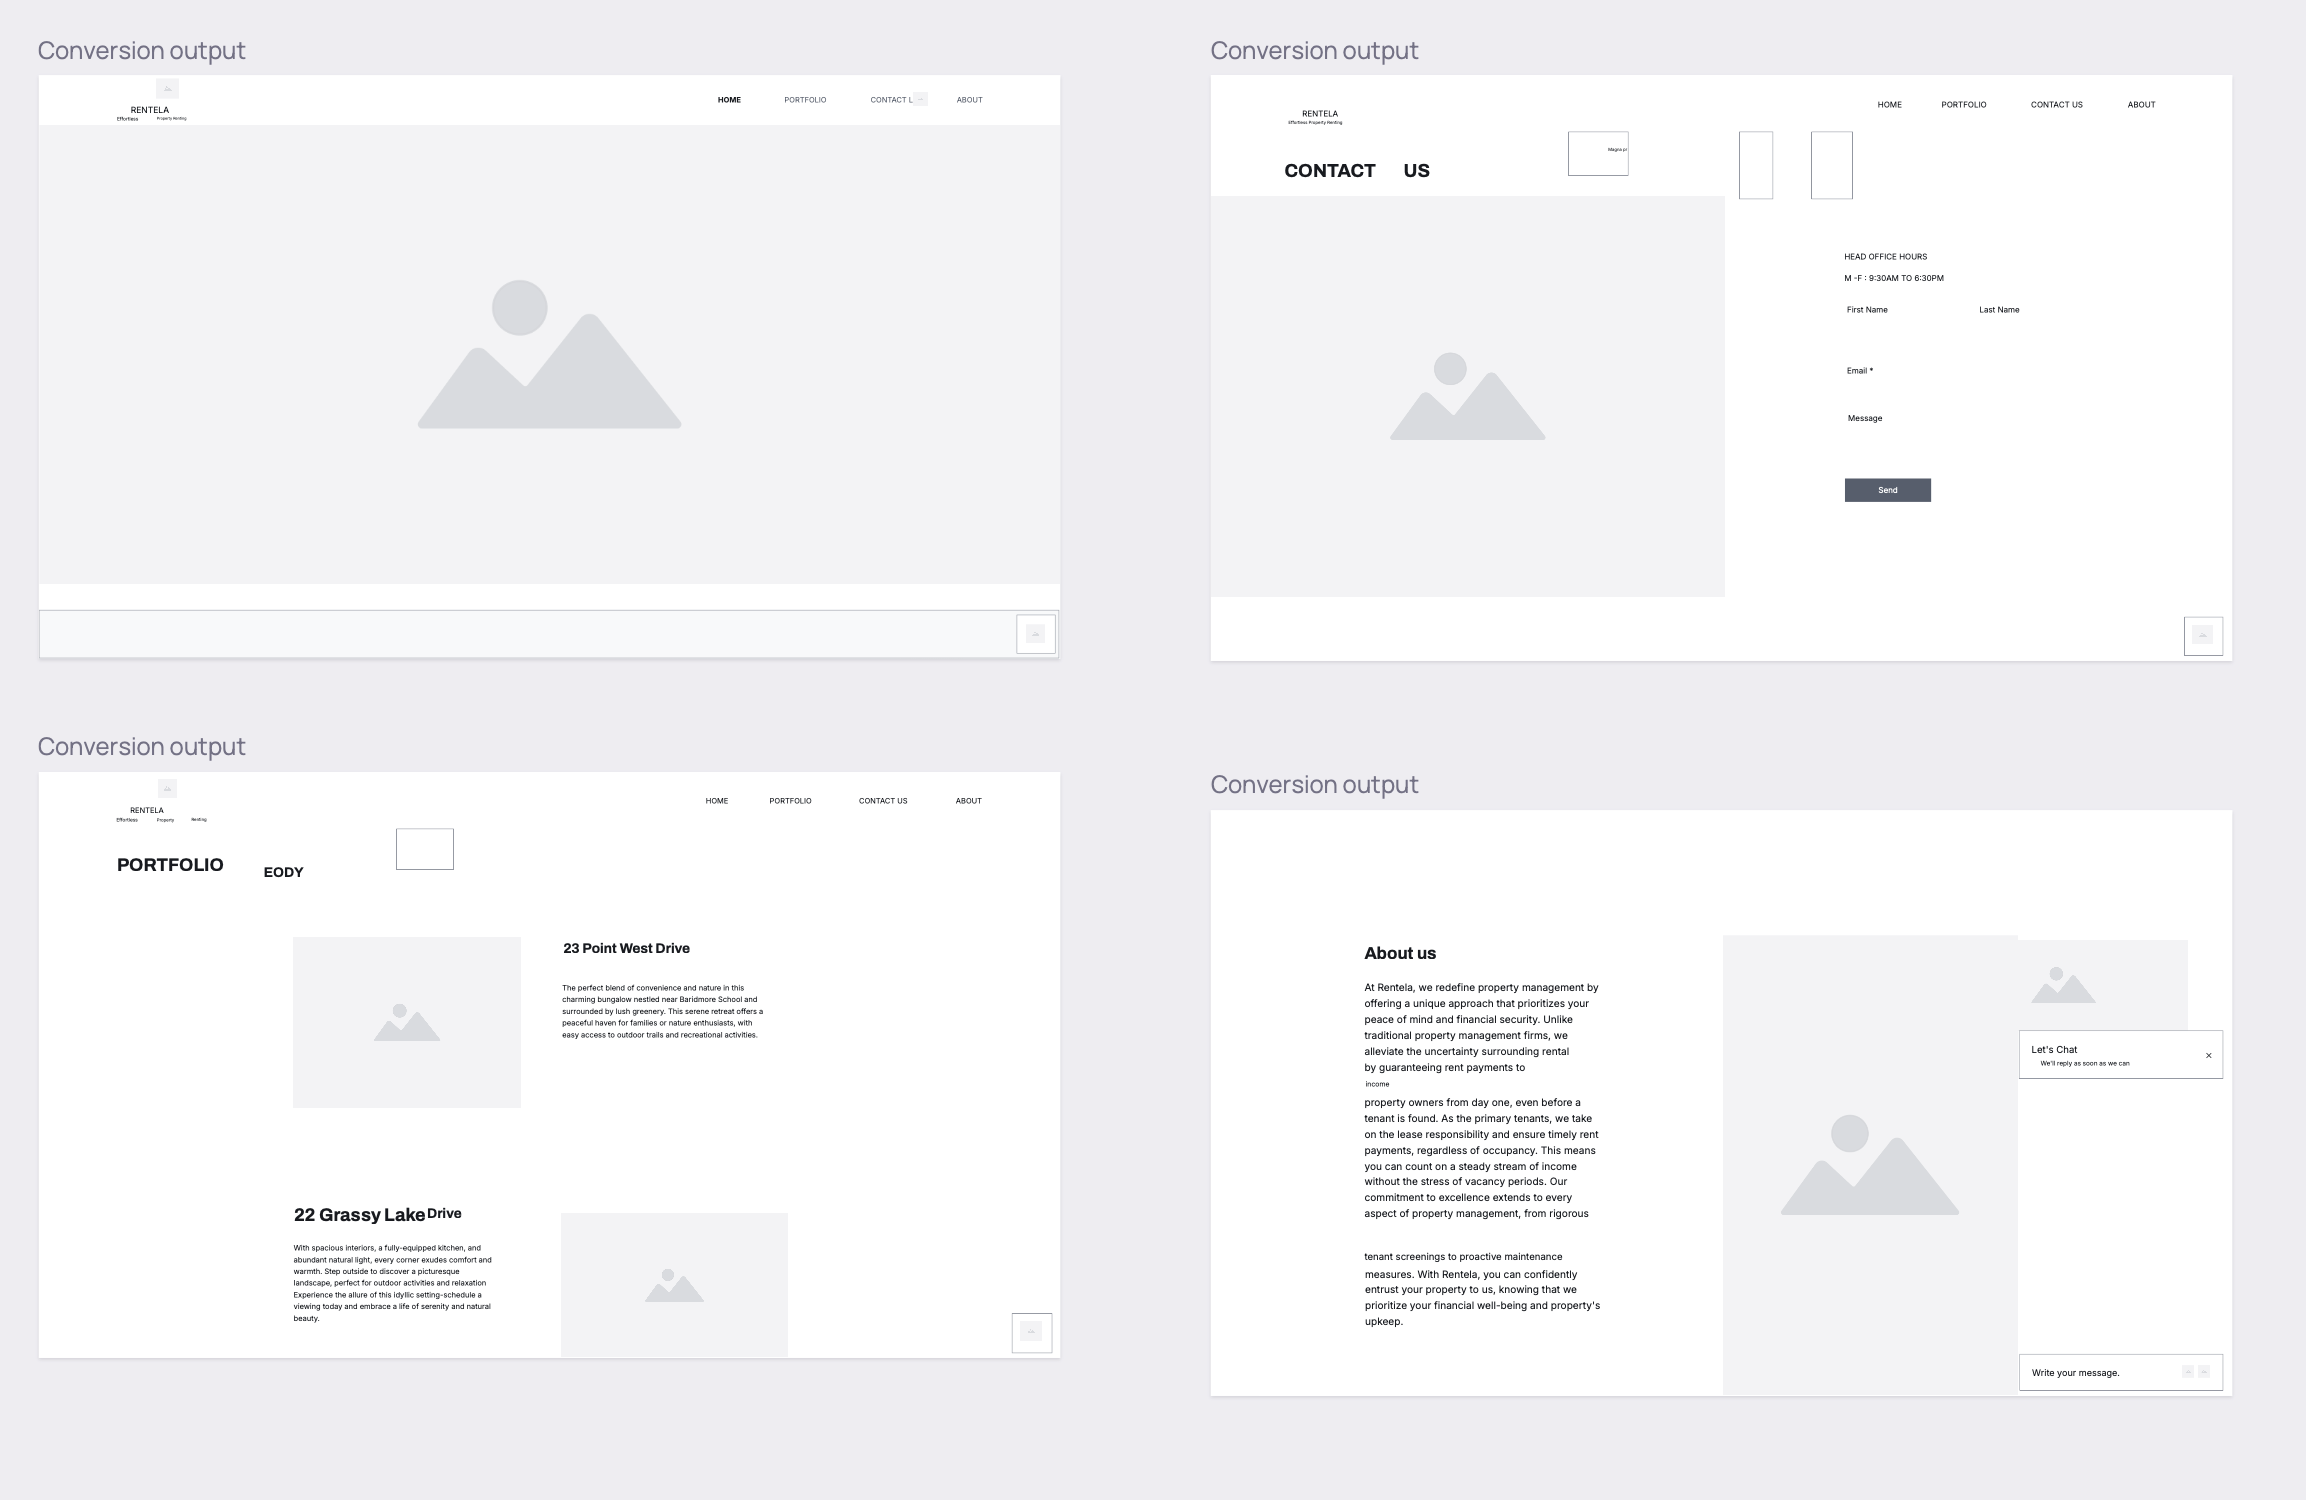 Conversion output
RENTELA
Effortless Property Renting
HOME PORTFOLIO CONTACT U ABOUT
Conversion output
RENTELA
Effortless Property Renting
HOME PORTFOLIO CONTACT US ABOUT
Magna pr
CONTACT US
HEAD OFFICE HOURS
M -F : 9:30AM TO 6:30PM
First Name Last Name
Email *
Message
Send
Conversion output
RENTELA
Effortless Property Renting
HOME PORTFOLIO CONTACT US ABOUT
PORTFOLIO EODY
23 Point West Drive
The perfect blend of convenience and nature in this
charming bungalow nestled near Baridmore School and
surrounded by lush greenery. This serene retreat offers a
peaceful haven for families or nature enthusiasts, with
easy access to outdoor trails and recreational activities.
22 Grassy Lake Drive
With spacious interiors, a fully-equipped kitchen, and
abundant natural light, every corner exudes comfort and
warmth. Step outside to discover a picturesque
landscape, perfect for outdoor activities and relaxation
Experience the allure of this idyllic setting-schedule a
viewing today and embrace a life of serenity and natural
beauty.
Conversion output
About us
At Rentela, we redefine property management by
offering a unique approach that prioritizes your
peace of mind and financial security. Unlike
traditional property management firms, we
alleviate the uncertainty surrounding rental
by guaranteeing rent payments to
income
property owners from day one, even before a
tenant is found. As the primary tenants, we take
on the lease responsibility and ensure timely rent
payments, regardless of occupancy. This means
you can count on a steady stream of income
without the stress of vacancy periods. Our
commitment to excellence extends to every
aspect of property management, from rigorous
tenant screenings to proactive maintenance
measures. With Rentela, you can confidently
entrust your property to us, knowing that we
prioritize your financial well-being and property's
upkeep.
Let's Chat
We'll reply as soon as we can
Write your message.